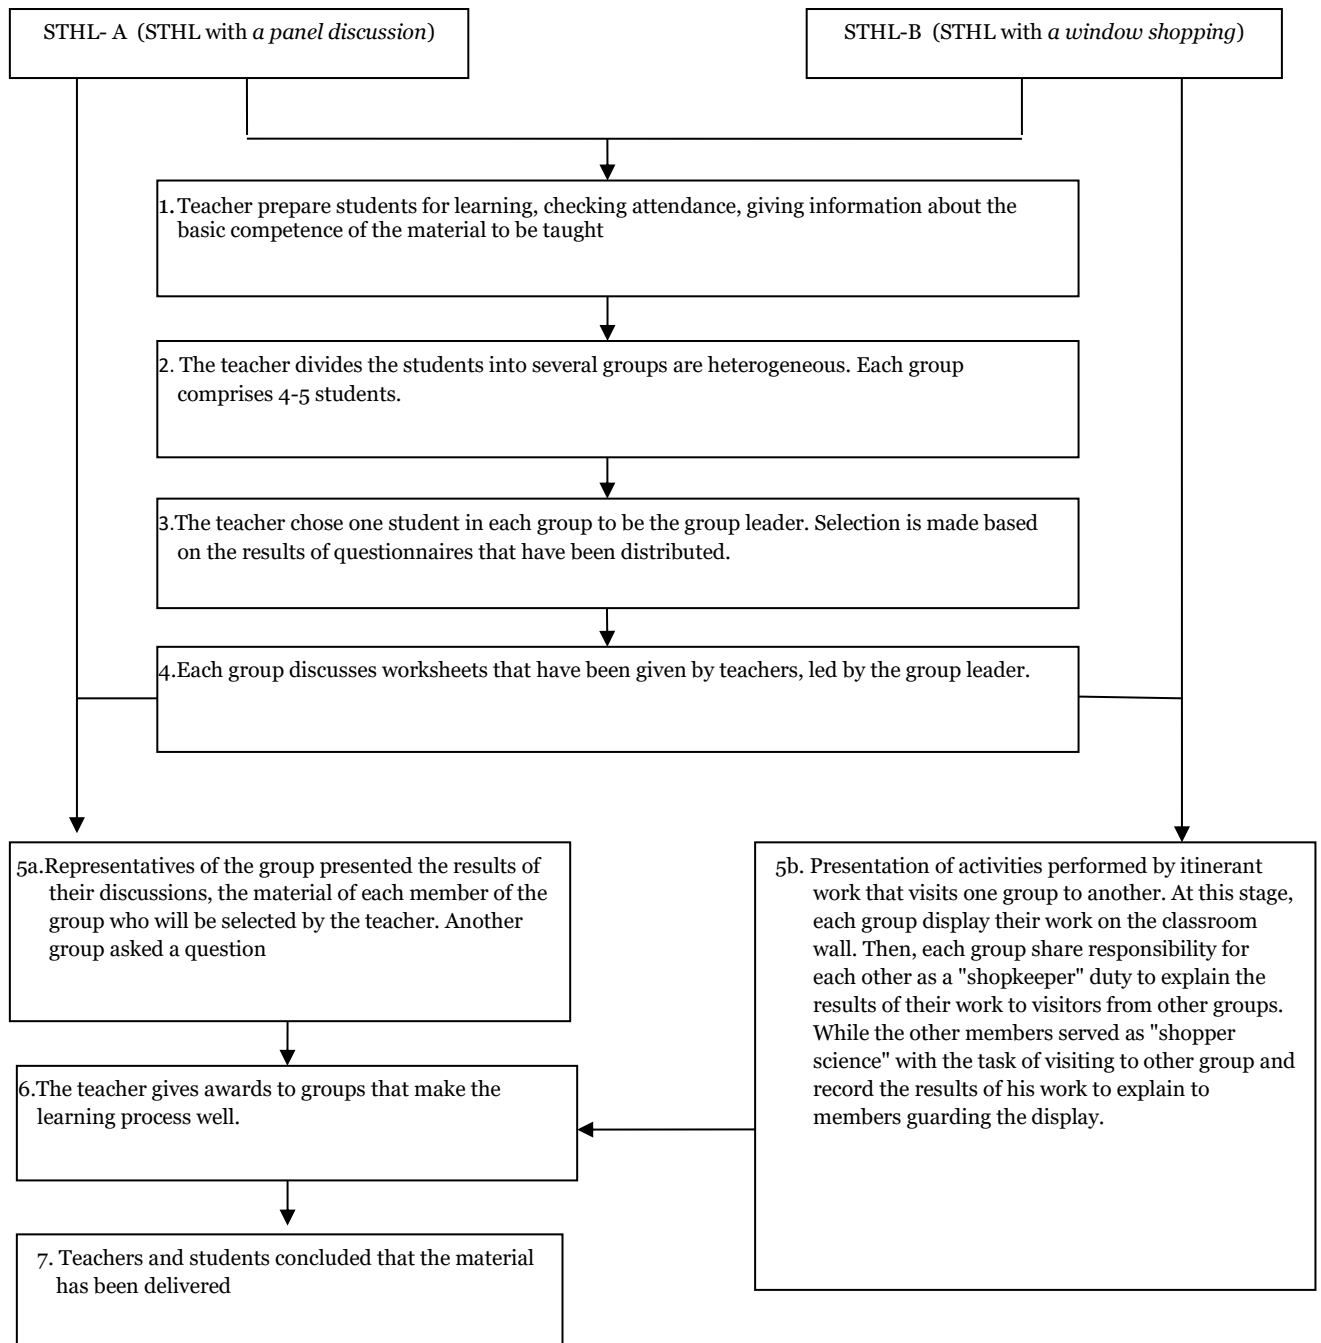 STHL- A (STHL with a panel discussion)
STHL-B (STHL with a window shopping)
1. Teacher prepare students for learning, checking attendance, giving information about the
basic competence of the material to be taught
2. The teacher divides the students into several groups are heterogeneous. Each group
comprises 4-5 students.
3.The teacher chose one student in each group to be the group leader. Selection is made based
on the results of questionnaires that have been distributed.
4.Each group discusses worksheets that have been given by teachers, led by the group leader.
5a.Representatives of the group presented the results of
their discussions, the material of each member of the
group who will be selected by the teacher. Another
group asked a question
5b. Presentation of activities performed by itinerant
work that visits one group to another. At this stage,
each group display their work on the classroom
wall. Then, each group share responsibility for
each other as a "shopkeeper" duty to explain the
results of their work to visitors from other groups.
While the other members served as "shopper
science" with the task of visiting to other group and
record the results of his work to explain to
members guarding the display.
6.The teacher gives awards to groups that make the
learning process well.
7. Teachers and students concluded that the material
has been delivered